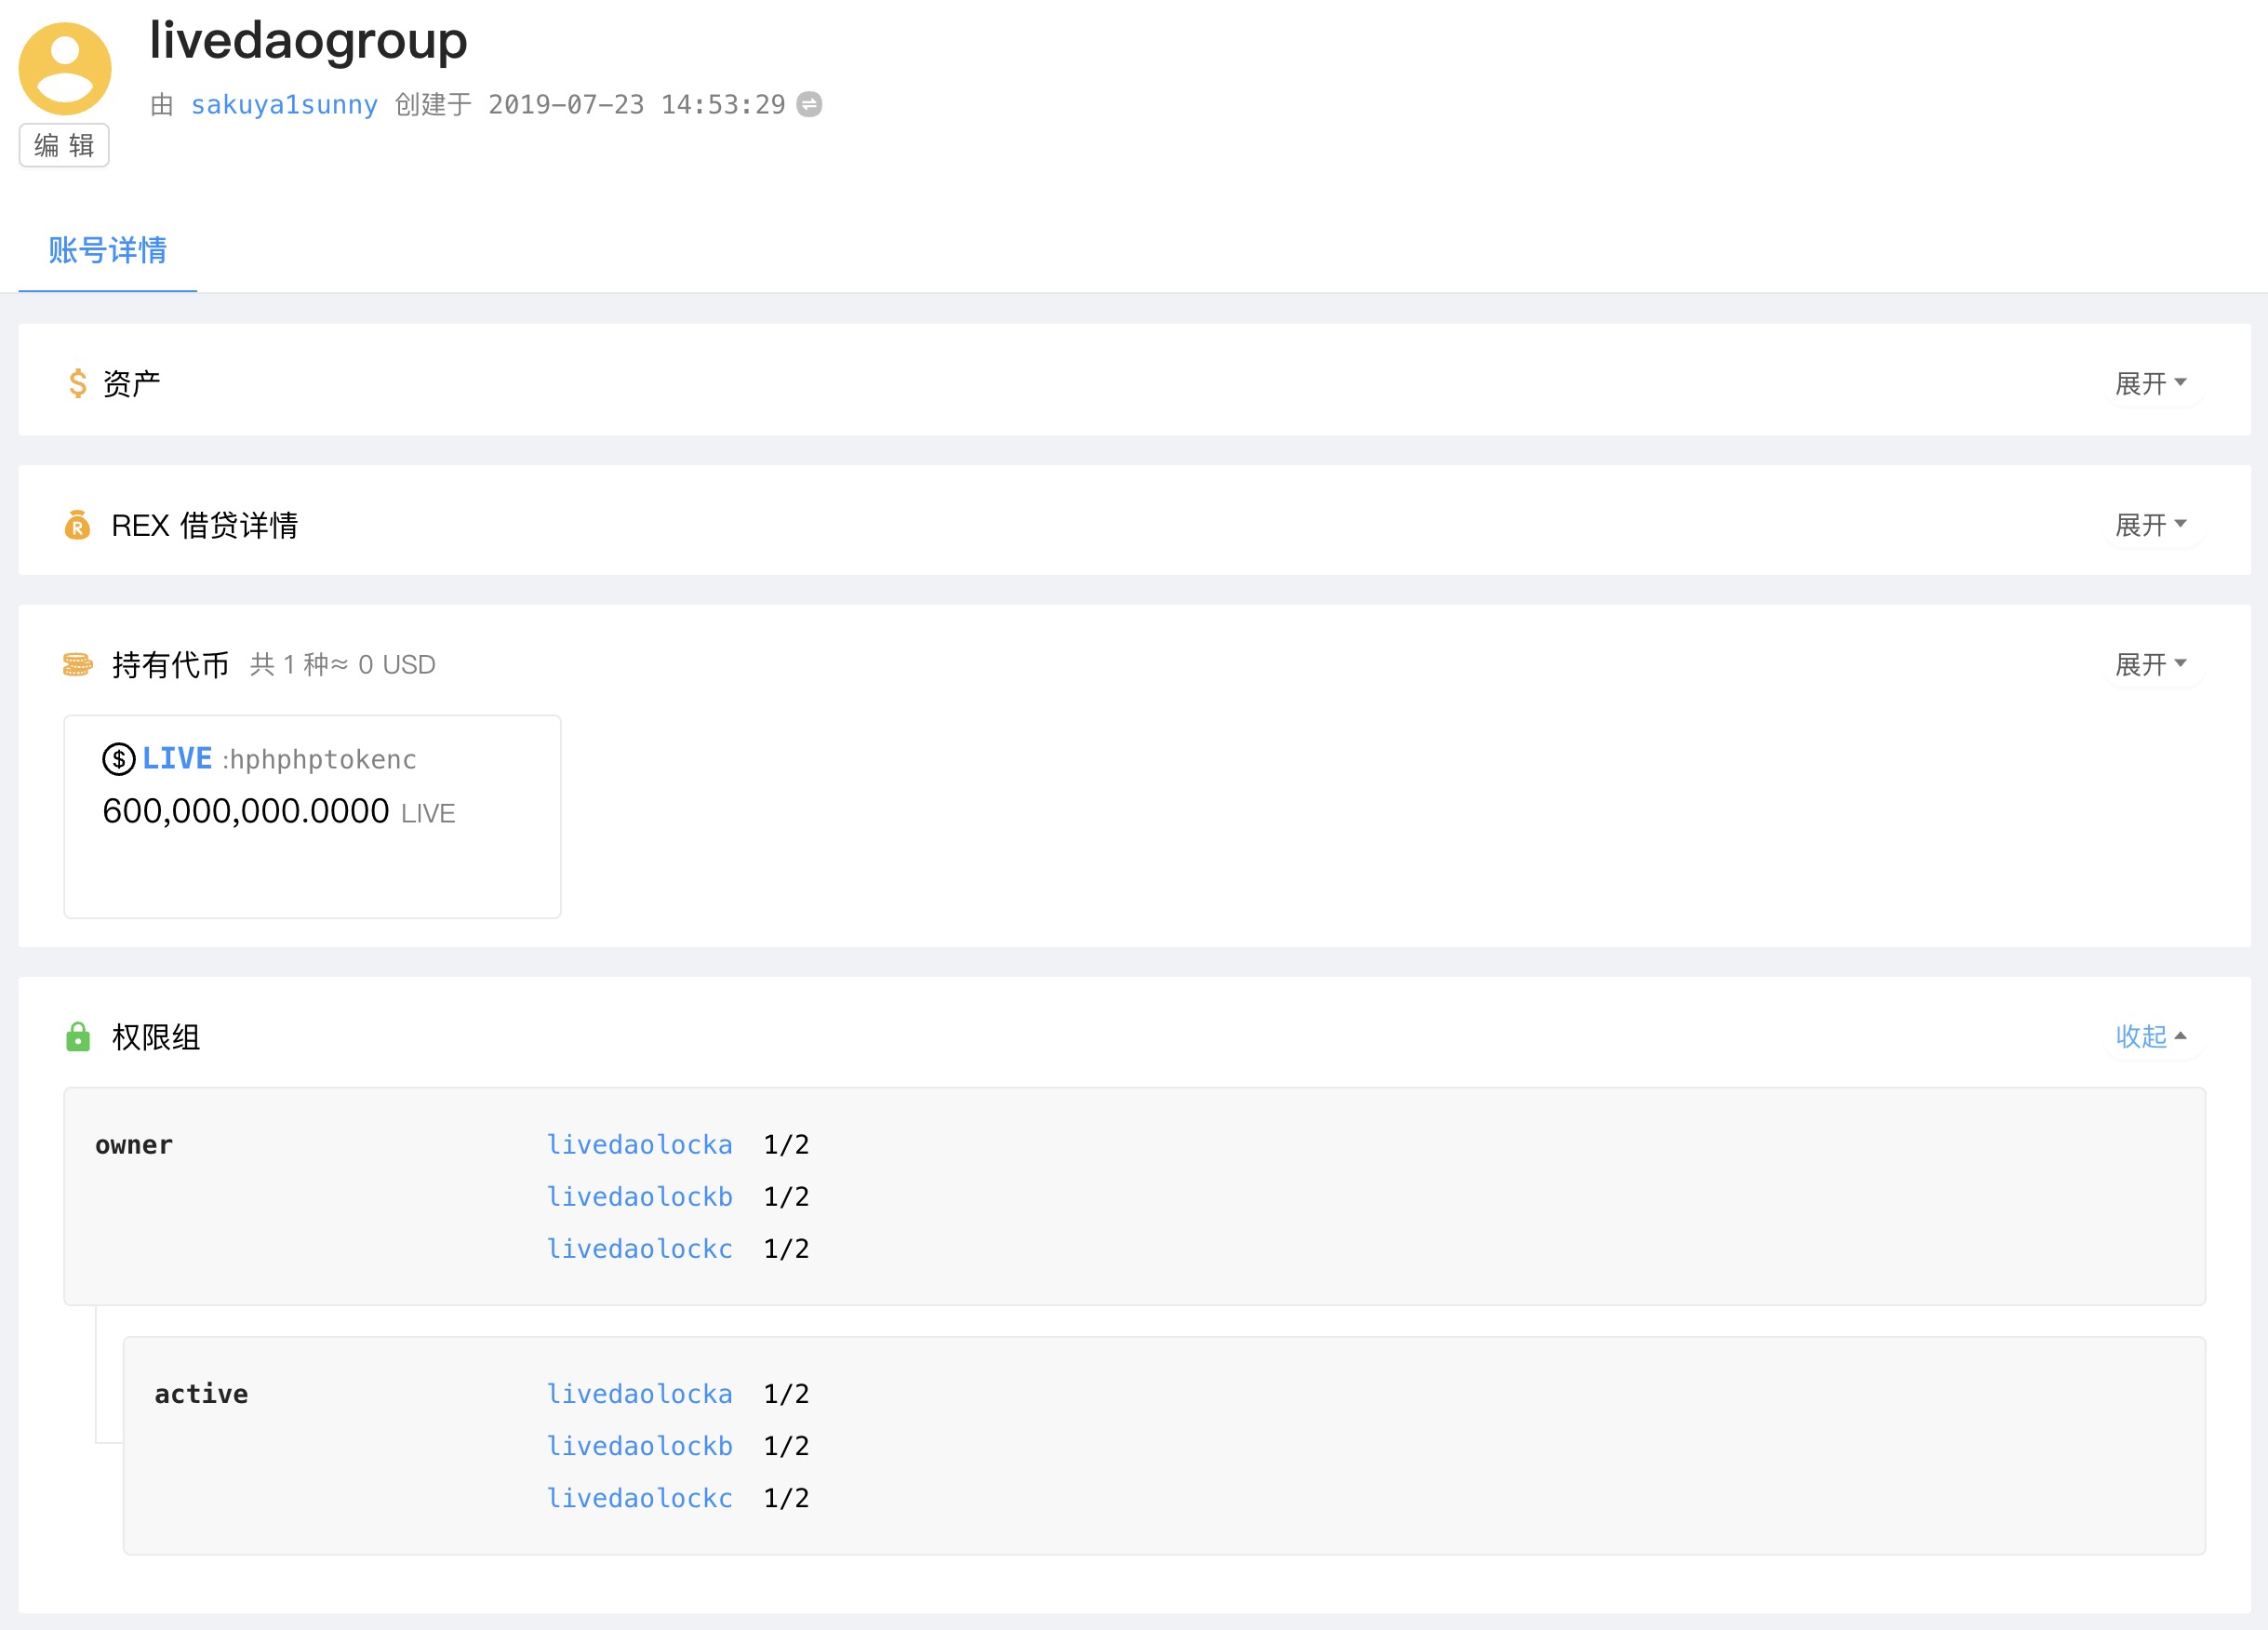 livedaogroup
由 sakuya1sunny 创建于 2019-07-23 14:53:29
编 辑
账号详情
资产 展开
REX 借贷详情 展开
持有代币 共 1 种≈ 0 USD 展开
LIVE :hphphptokenc
600,000,000.0000 LIVE
权限组 收起
owner livedaolocka 1/2
livedaolockb 1/2
livedaolockc 1/2
active livedaolocka 1/2
livedaolockb 1/2
livedaolockc 1/2